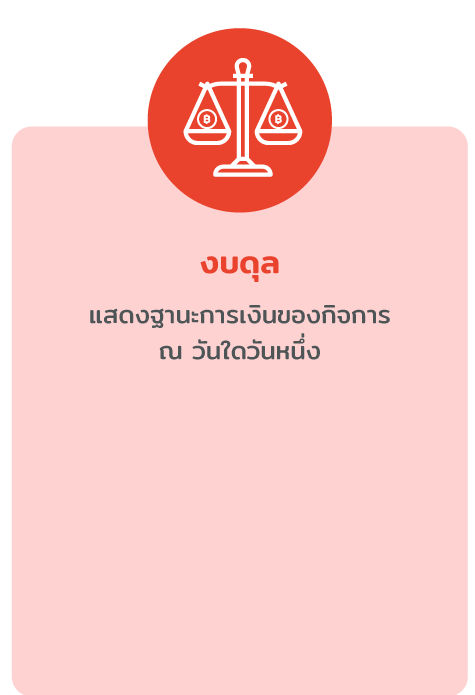 ฿ ฿
งบดุล
แสดงฐานะการเงินของกิจการ
ณ วันใดวันหนึ่ง